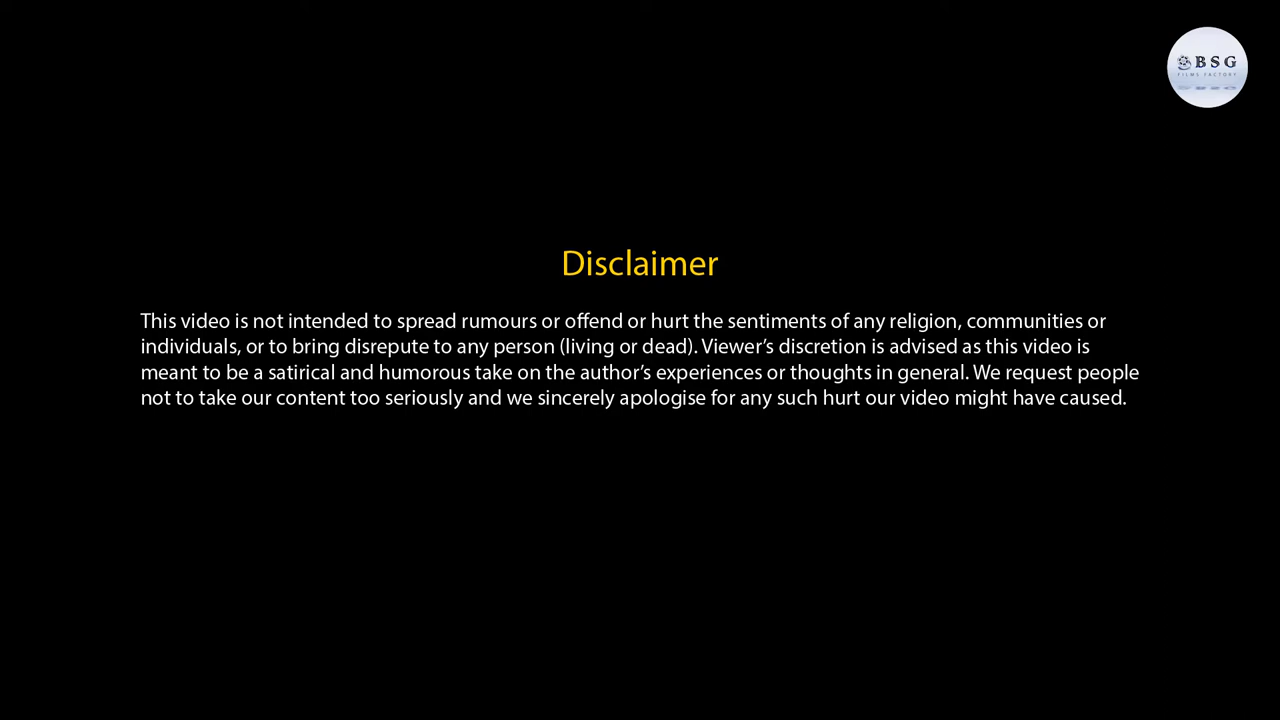 BSG
FILMS FACTORY
Disclaimer
This video is not intended to spread rumours or offend or hurt the sentiments of any religion, communities or
individuals, or to bring disrepute to any person (living or dead). Viewer’s discretion is advised as this video is
meant to be a satirical and humorous take on the author’s experiences or thoughts in general. We request people
not to take our content too seriously and we sincerely apologise for any such hurt our video might have caused.